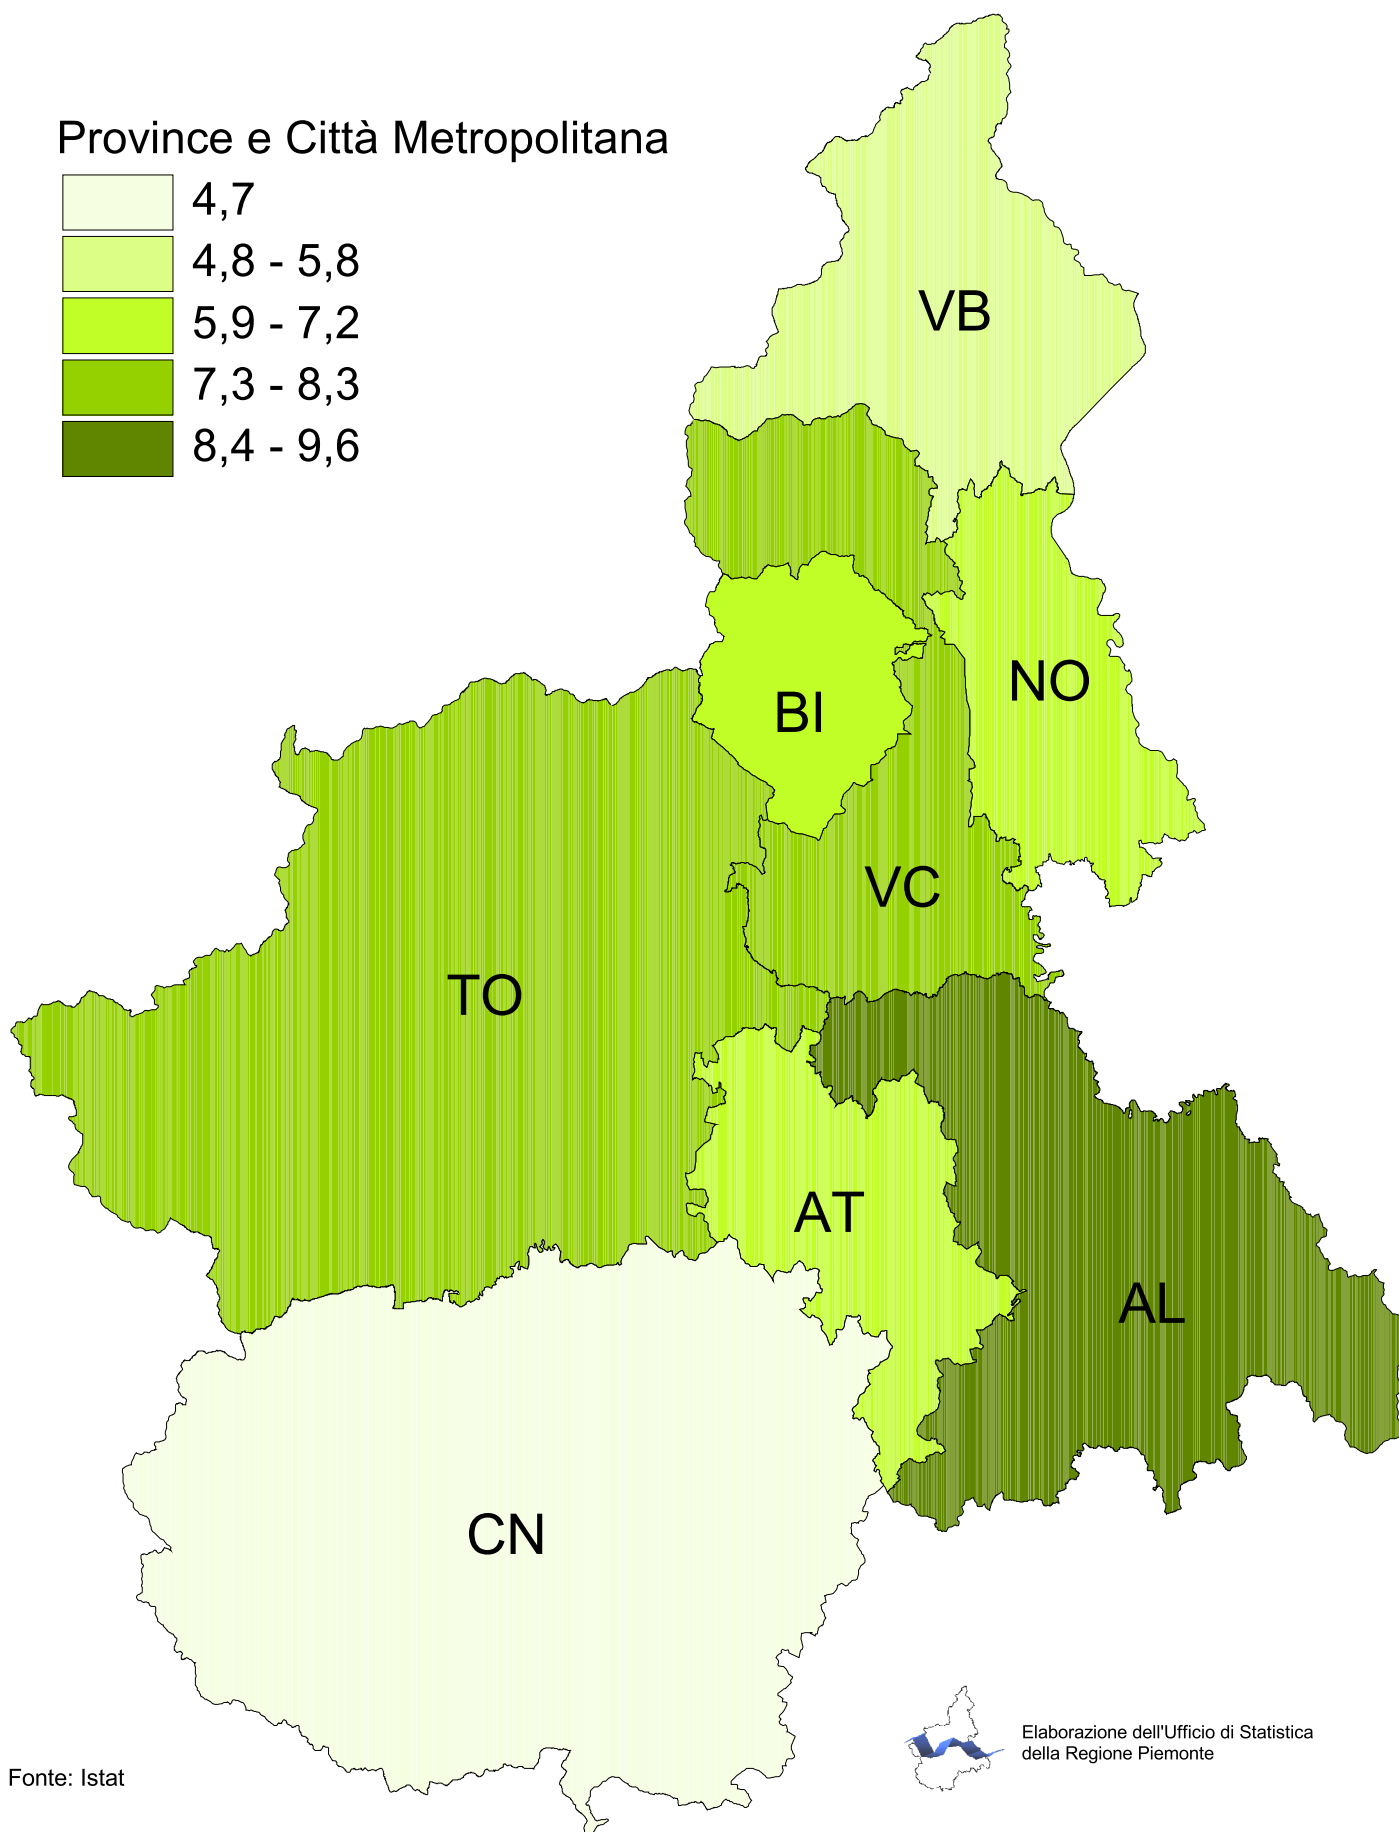 Province e Città Metropolitana
4,7
4,8 - 5,8
5,9 - 7,2
7,3 - 8,3
8,4 - 9,6
VB
NO
BI
VC
TO
AT
AL
CN
Elaborazione dell'Ufficio di Statistica
della Regione Piemonte
Fonte: Istat